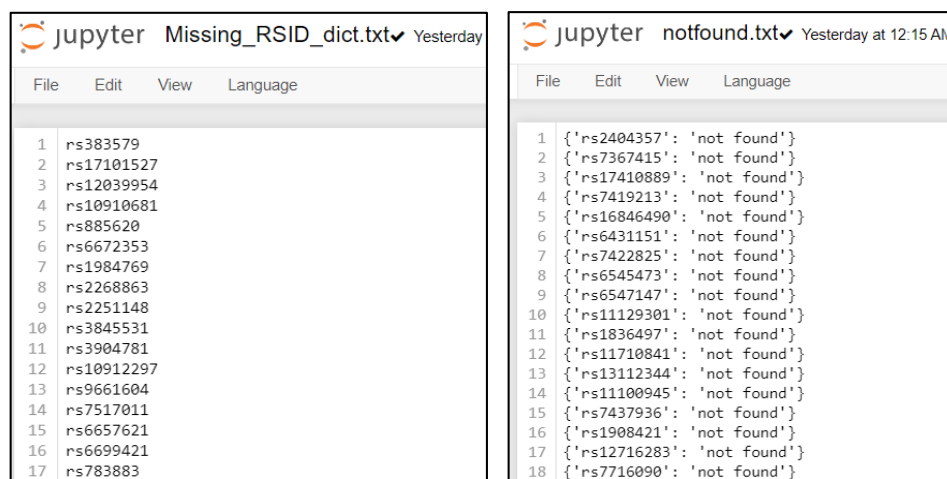 jupyter Missing_RSID_dict.txt✔ Yesterday
File Edit View Language
1 rs383579
2 rs17101527
3 rs12039954
4 rs10910681
5 rs885620
6 rs6672353
7 rs1984769
8 rs2268863
9 rs2251148
10 rs3845531
11 rs3904781
12 rs10912297
13 rs9661604
14 rs7517011
15 rs6657621
16 rs6699421
17 rs783883
jupyter notfound.txt✔ Yesterday at 12:15 AM
File Edit View Language
1 {'rs2404357': 'not found'}
2 {'rs7367415': 'not found'}
3 {'rs17410889': 'not found'}
4 {'rs7419213': 'not found'}
5 {'rs16846490': 'not found'}
6 {'rs6431151': 'not found'}
7 {'rs7422825': 'not found'}
8 {'rs6545473': 'not found'}
9 {'rs6547147': 'not found'}
10 {'rs11129301': 'not found'}
11 {'rs1836497': 'not found'}
12 {'rs11710841': 'not found'}
13 {'rs13112344': 'not found'}
14 {'rs11100945': 'not found'}
15 {'rs7437936': 'not found'}
16 {'rs1908421': 'not found'}
17 {'rs12716283': 'not found'}
18 {'rs7716090': 'not found'}